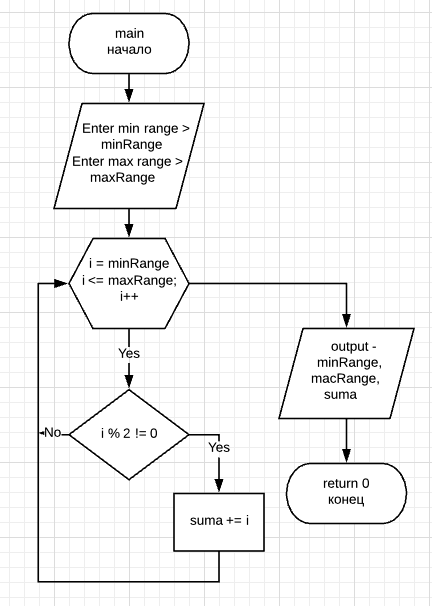 main
начало
Enter min range >
minRange
Enter max range >
maxRange
i = minRange
i <= maxRange;
i++
Yes
i % 2 != 0
No
Yes
suma += i
output -
minRange,
macRange,
suma
return 0
конец